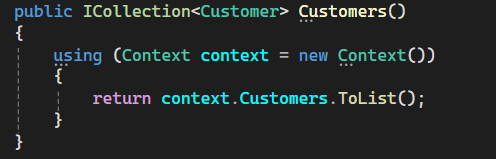 public ICollection<Customer> Customers()
{
    using (Context context = new Context())
    {
        return context.Customers.ToList();
    }
}